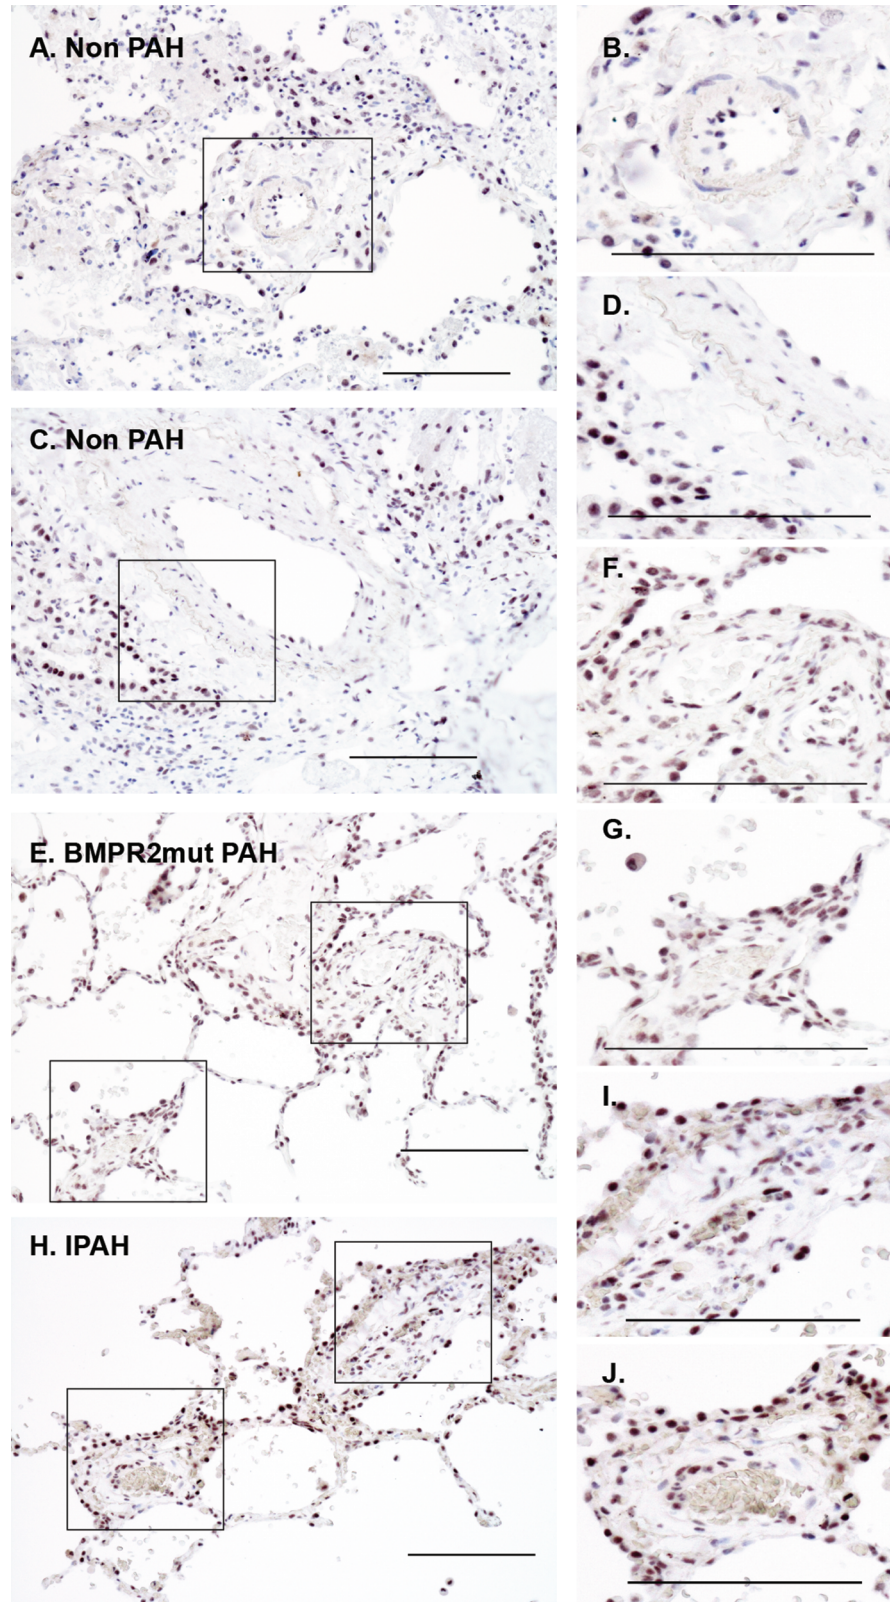 A. Non PAH
B.
D.
C. Non PAH
F.
E. BMPR2mut PAH
G.
I.
H. IPAH
J.